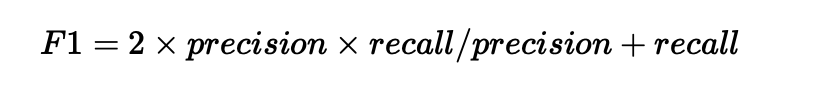 F1 = 2 × precision × recall/precision + recall